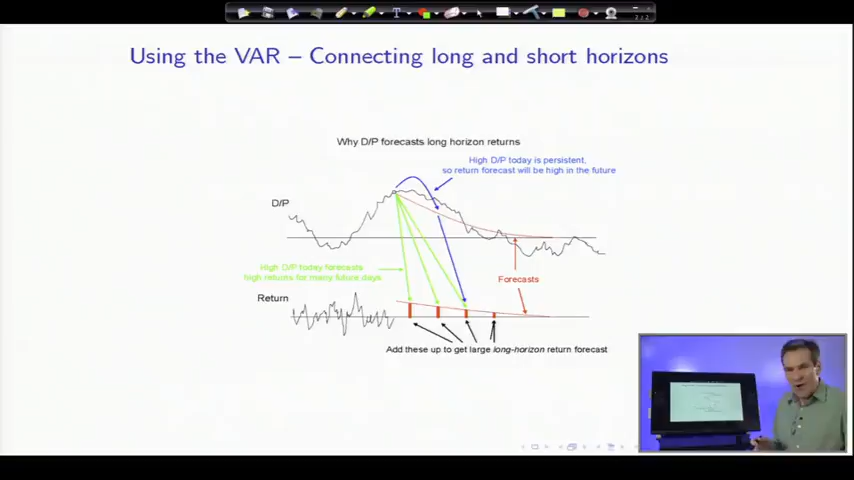 2 / 2
Using the VAR – Connecting long and short horizons
Why D/P forecasts long horizon returns
High D/P today is persistent,
so return forecast will be high in the future
D/P
High D/P today forecasts
high returns for many future days
Forecasts
Return
Add these up to get large long-horizon return forecast